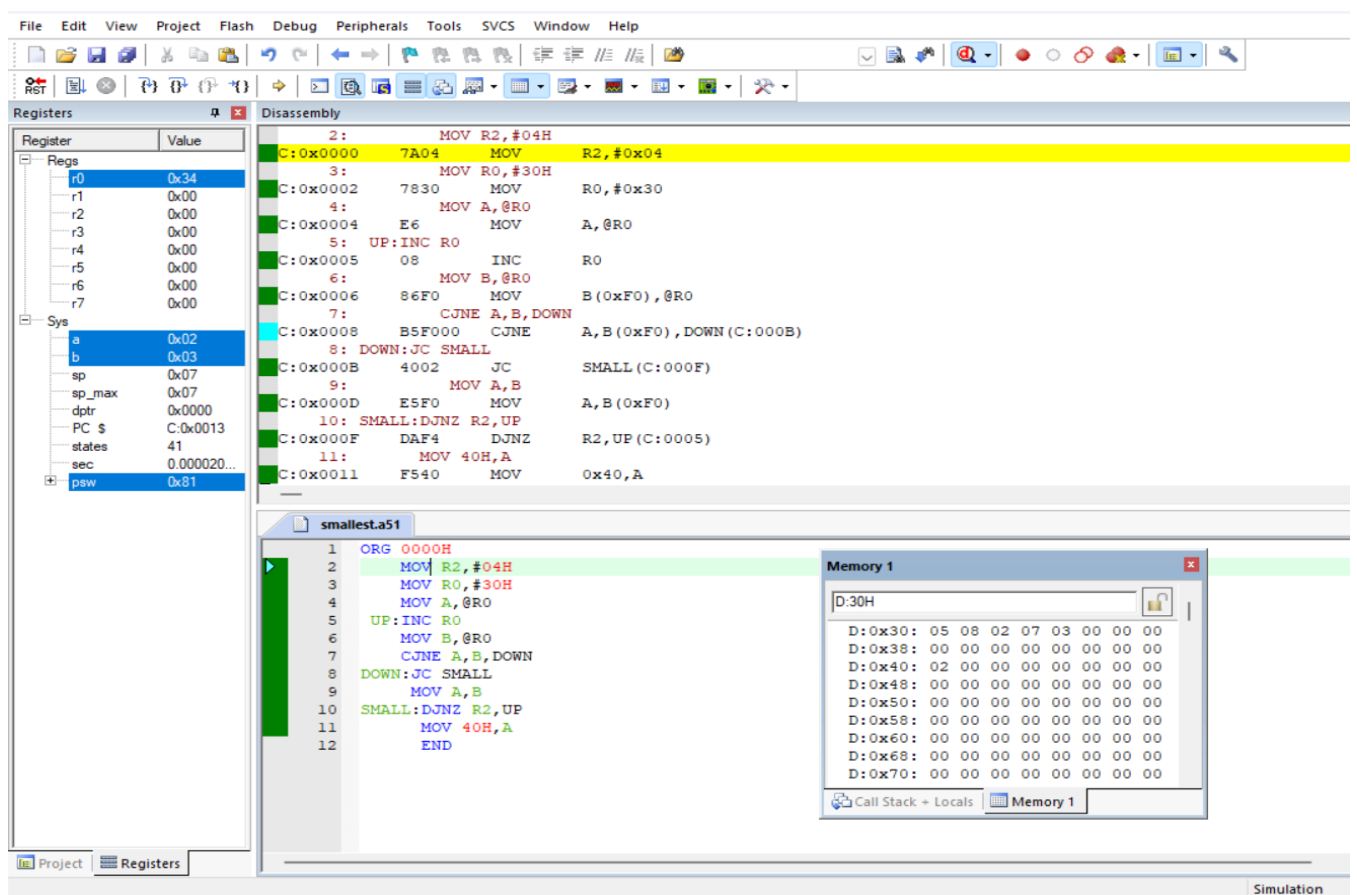 File Edit View Project Flash Debug Peripherals Tools SVCS Window Help
RST
Registers
Register Value
Regs
r0 0x34
r1 0x00
r2 0x00
r3 0x00
r4 0x00
r5 0x00
r6 0x00
r7 0x00
Sys
a 0x02
b 0x03
sp 0x07
sp_max 0x07
dptr 0x0000
PC $ C:0x0013
states 41
sec 0.000020...
psw 0x81
Project Registers
Disassembly
2: MOV R2,#04H
C:0x0000 7A04 MOV R2,#0x04
3: MOV R0,#30H
C:0x0002 7830 MOV R0,#0x30
4: MOV A,@R0
C:0x0004 E6 MOV A,@R0
5: UP:INC R0
C:0x0005 08 INC R0
6: MOV B,@R0
C:0x0006 86F0 MOV B(0xF0),@R0
7: CJNE A,B,DOWN
C:0x0008 B5F000 CJNE A,B(0xF0),DOWN(C:000B)
8: DOWN:JC SMALL
C:0x000B 4002 JC SMALL(C:000F)
9: MOV A,B
C:0x000D E5F0 MOV A,B(0xF0)
10: SMALL:DJNZ R2,UP
C:0x000F DAF4 DJNZ R2,UP(C:0005)
11: MOV 40H,A
C:0x0011 F540 MOV 0x40,A
smallest.a51
1 ORG 0000H
2 MOV R2,#04H
3 MOV R0,#30H
4 MOV A,@R0
5 UP:INC R0
6 MOV B,@R0
7 CJNE A,B,DOWN
8 DOWN:JC SMALL
9 MOV A,B
10 SMALL:DJNZ R2,UP
11 MOV 40H,A
12 END
Memory 1
D:30H
D:0x30: 05 08 02 07 03 00 00 00
D:0x38: 00 00 00 00 00 00 00 00
D:0x40: 02 00 00 00 00 00 00 00
D:0x48: 00 00 00 00 00 00 00 00
D:0x50: 00 00 00 00 00 00 00 00
D:0x58: 00 00 00 00 00 00 00 00
D:0x60: 00 00 00 00 00 00 00 00
D:0x68: 00 00 00 00 00 00 00 00
D:0x70: 00 00 00 00 00 00 00 00
Call Stack + Locals Memory 1
Simulation